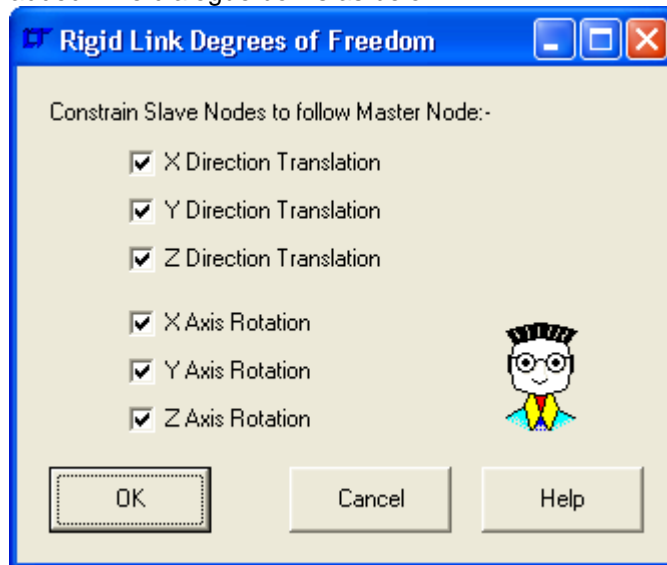 Rigid Link Degrees of Freedom
Constrain Slave Nodes to follow Master Node:-
X Direction Translation
Y Direction Translation
Z Direction Translation
X Axis Rotation
Y Axis Rotation
Z Axis Rotation
OK Cancel Help